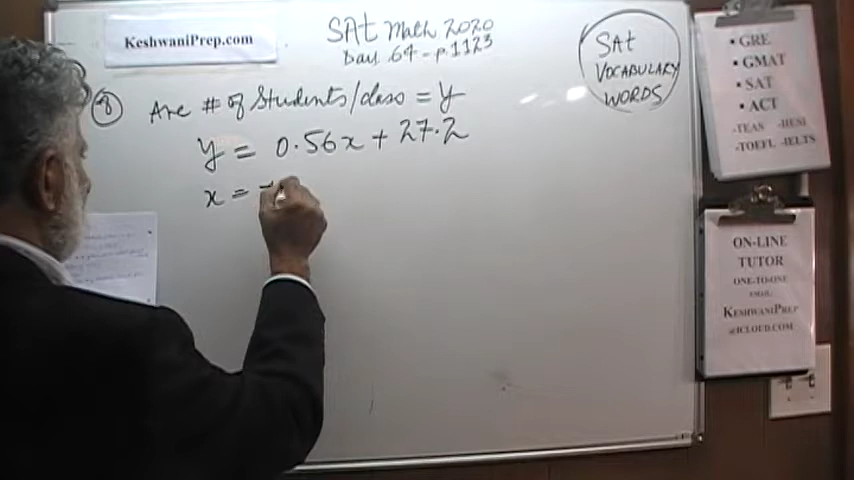 KeshwaniPrep.com
SAt Math 2020
Day 64 - p.1123
SAt
VOCABULARY
WORDS
8 Ave # of Students/class = y
y = 0.56x + 27.2
x =
• GRE
• GMAT
• SAT
• ACT
-TEAS -HESI
-TOEFL -IELTS
ON-LINE
TUTOR
ONE-TO-ONE
EMAIL:
KESHWANIPREP
@ICLOUD.COM